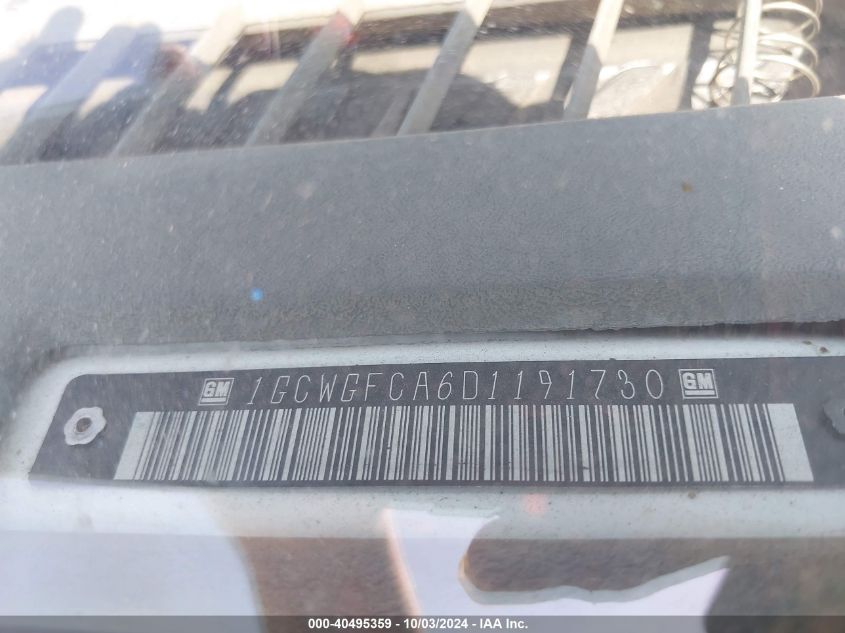 GM 1GCWGFCA6D1191730 GM
000-40495359 - 10/03/2024 - IAA Inc.